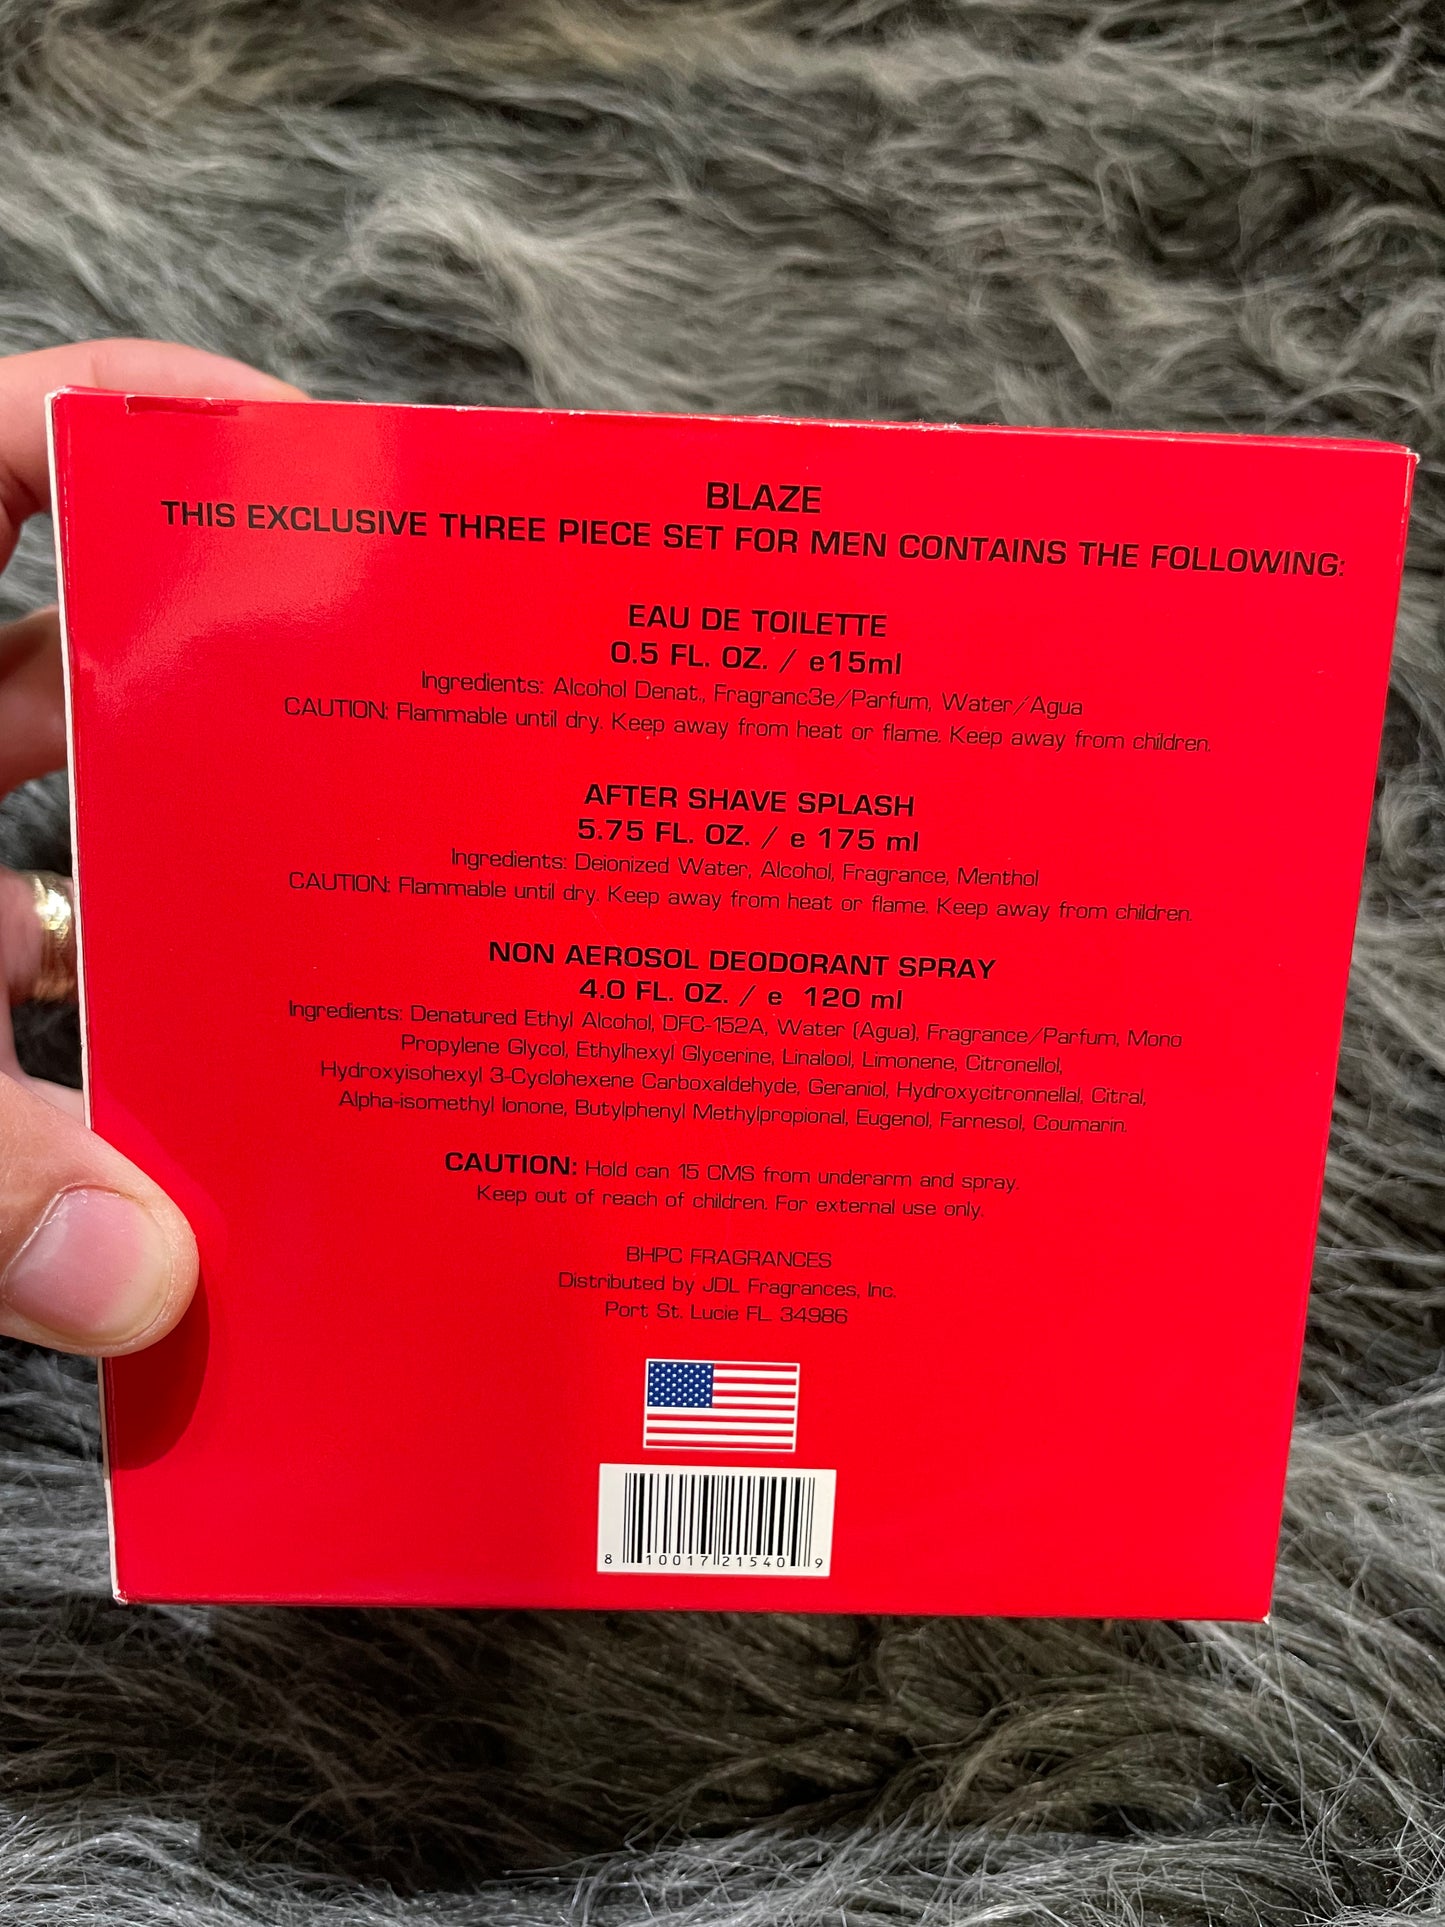 BLAZE
THIS EXCLUSIVE THREE PIECE SET FOR MEN CONTAINS THE FOLLOWING:
EAU DE TOILETTE
0.5 FL. OZ. / e15ml
Ingredients: Alcohol Denat., Fragranc3e/Parfum, Water/Agua
CAUTION: Flammable until dry. Keep away from heat or flame. Keep away from children.
AFTER SHAVE SPLASH
5.75 FL. OZ. / e 175 ml
Ingredients: Deionized Water, Alcohol, Fragrance, Menthol
CAUTION: Flammable until dry. Keep away from heat or flame. Keep away from children.
NON AEROSOL DEODORANT SPRAY
4.0 FL. OZ. / e 120 ml
Ingredients: Denatured Ethyl Alcohol, DFC-152A, Water (Agua), Fragrance/Parfum, Mono
Propylene Glycol, Ethylhexyl Glycerine, Linalool, Limonene, Citronellol,
Hydroxyisohexyl 3-Cyclohexene Carboxaldehyde, Geraniol, Hydroxycitronnellal, Citral,
Alpha-isomethyl Ionone, Butylphenyl Methylpropional, Eugenol, Farnesol, Coumarin.
CAUTION: Hold can 15 CMS from underarm and spray.
Keep out of reach of children. For external use only.
BHPC FRAGRANCES
Distributed by JDL Fragrances, Inc.
Port St. Lucie FL. 34986
8 10017 21540 9